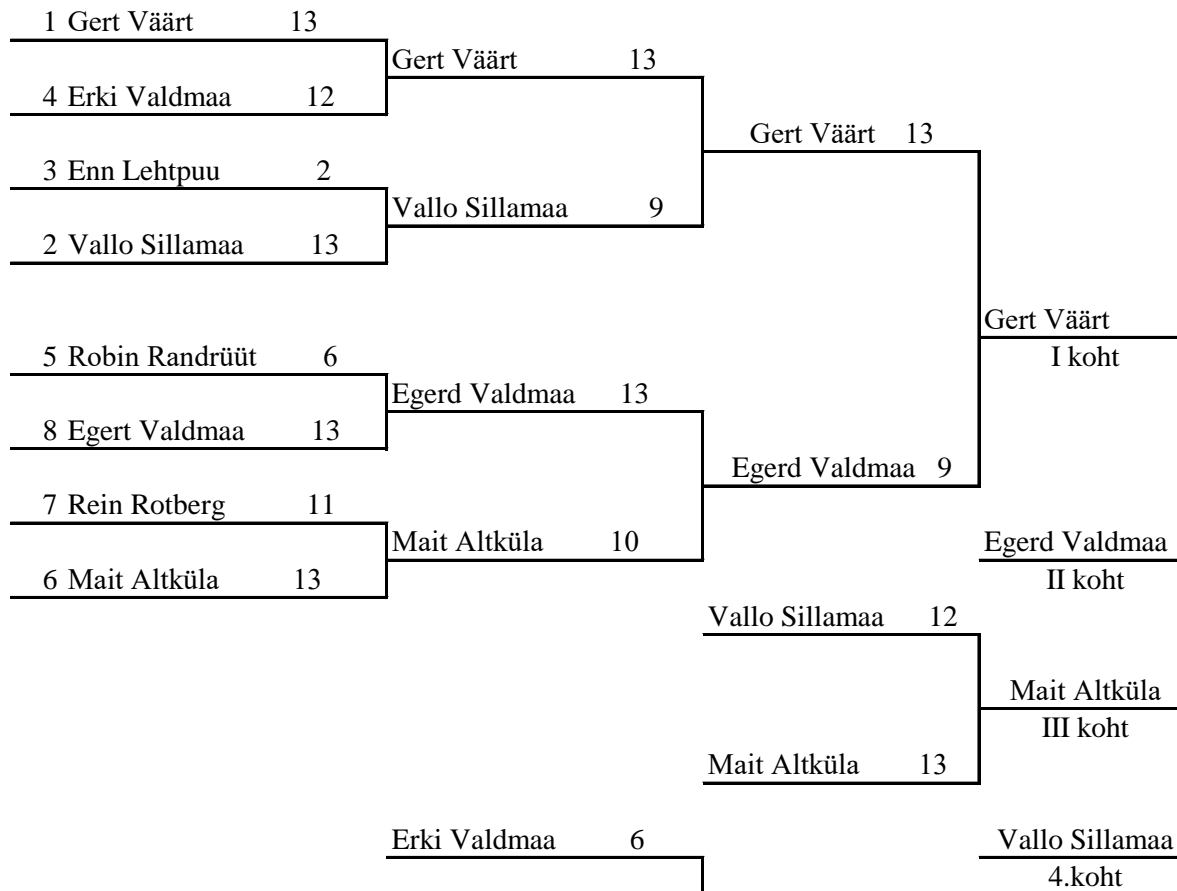 1 Gert Väärt 13
Gert Väärt 13
4 Erki Valdmaa 12
Gert Väärt 13
3 Enn Lehtpuu 2
Vallo Sillamaa 9
2 Vallo Sillamaa 13
Gert Väärt
I koht
5 Robin Randrüüt 6
Egerd Valdmaa 13
8 Egert Valdmaa 13
Egerd Valdmaa 9
7 Rein Rotberg 11
Mait Altküla 10
Egerd Valdmaa
II koht
6 Mait Altküla 13
Vallo Sillamaa 12
Mait Altküla
III koht
Mait Altküla 13
Erki Valdmaa 6
Vallo Sillamaa
4.koht